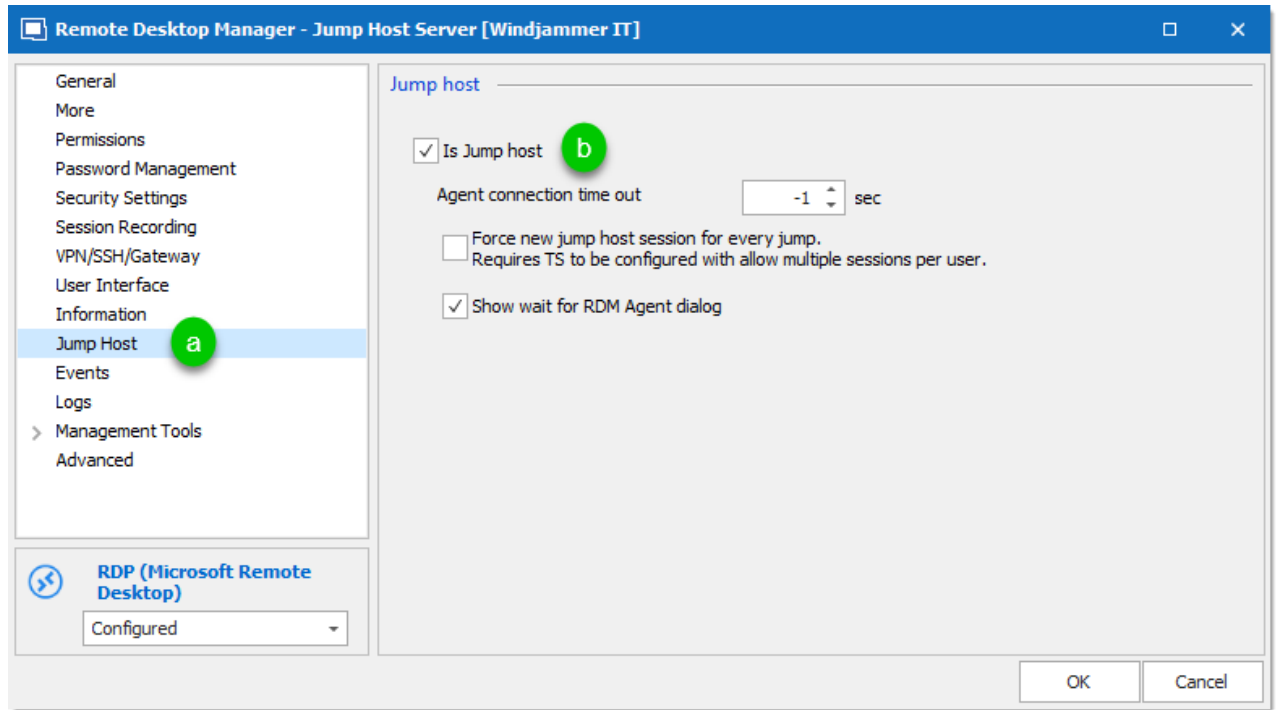 Remote Desktop Manager - Jump Host Server [Windjammer IT]
General
More
Permissions
Password Management
Security Settings
Session Recording
VPN/SSH/Gateway
User Interface
Information
Jump Host
a
Events
Logs
Management Tools
Advanced
RDP (Microsoft Remote
Desktop)
Configured
Jump host
Is Jump host
b
Agent connection time out -1 sec
Force new jump host session for every jump.
Requires TS to be configured with allow multiple sessions per user.
Show wait for RDM Agent dialog
OK
Cancel